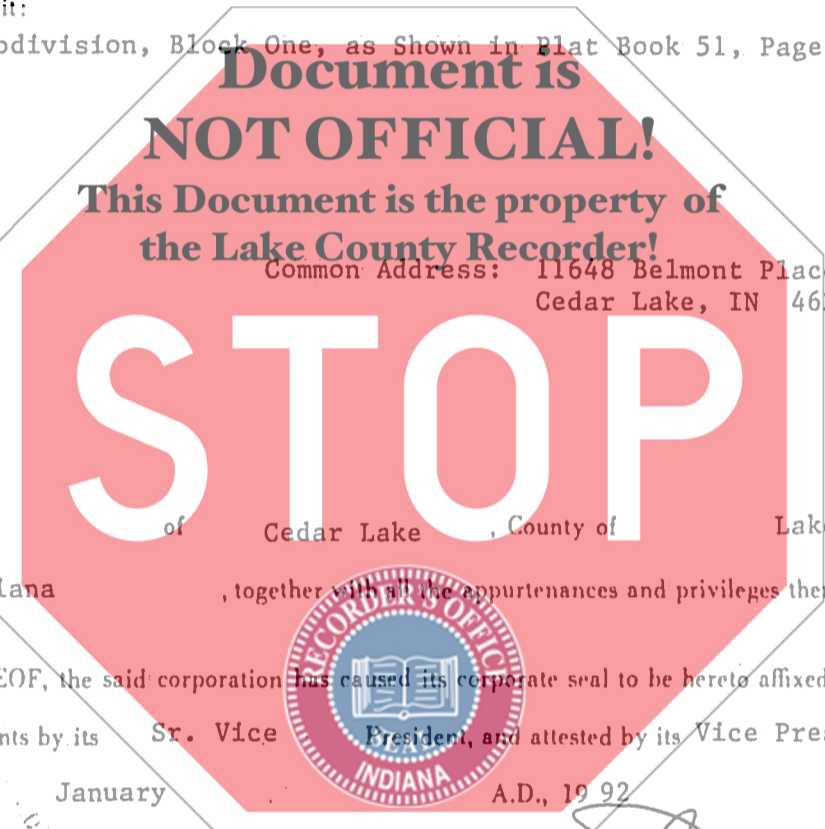 it:
bdivision, Block One, as Shown in Plat Book 51, Page
Document is
NOT OFFICIAL!
This Document is the property of
the Lake County Recorder!
Common Address: 11648 Belmont Plac
Cedar Lake, IN 46
STOP
of Cedar Lake , County of Lak
iana , together with all the appurtenances and privileges the
RECORDER'S OFFIC
EOF, the said corporation has caused its corporate seal to be hereto affixed
nts by its Sr. Vice President, and attested by its Vice Pre
INDIANA
January A.D., 19 92